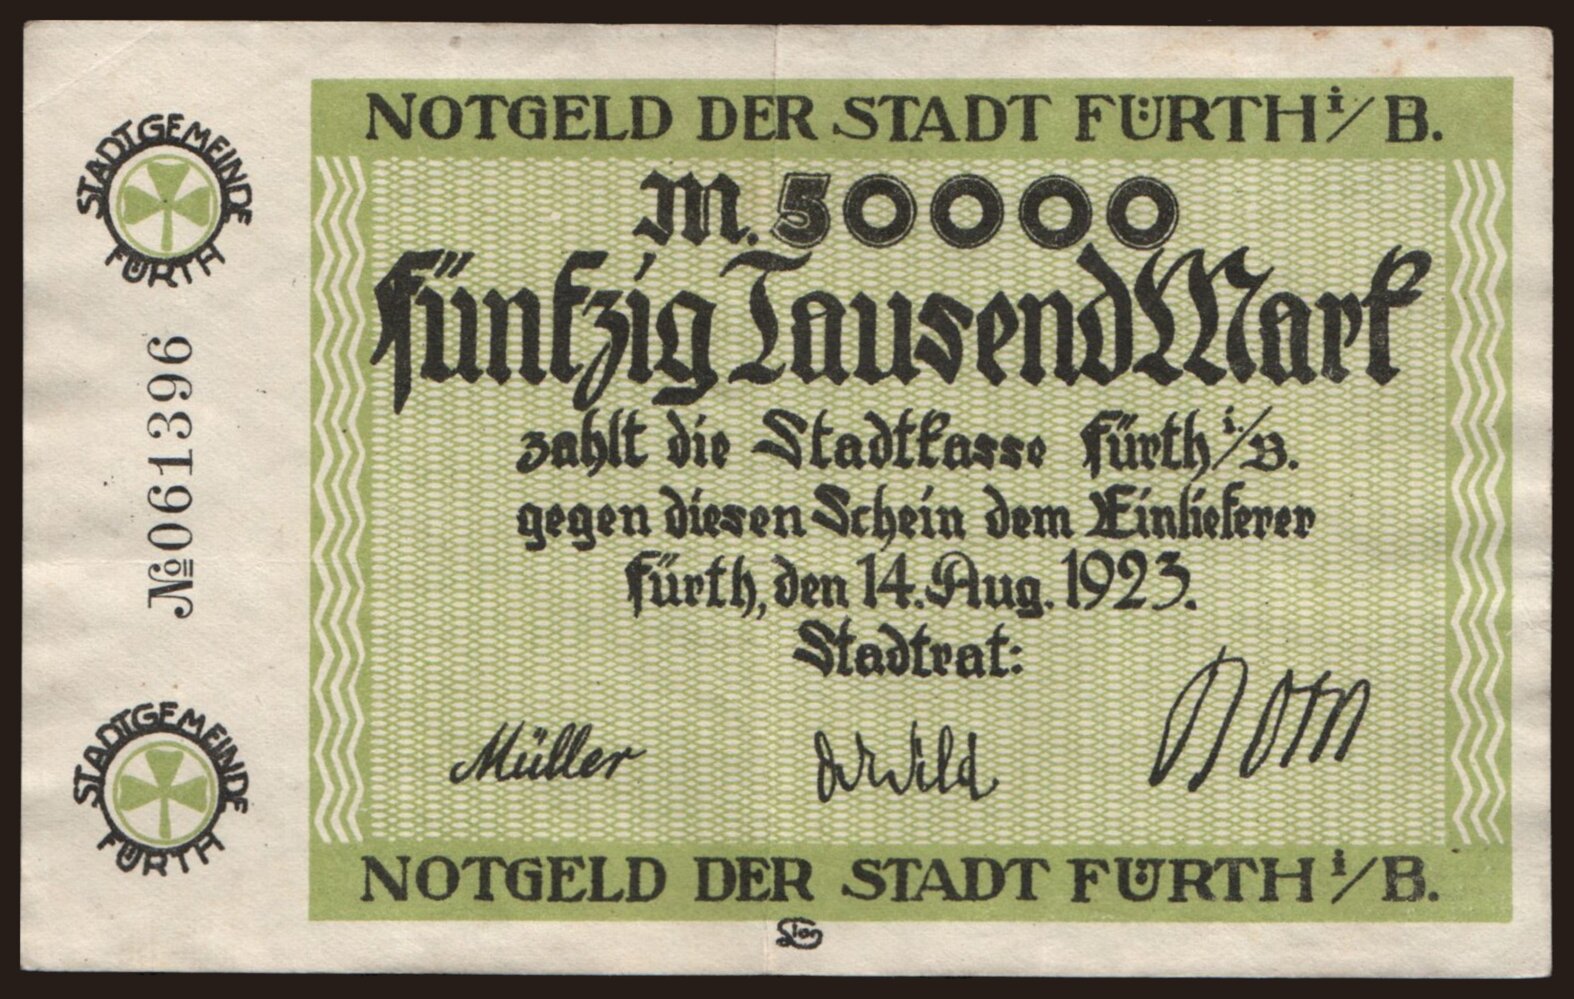 NOTGELD DER STADT FÜRTH i/B.
M. 50000
Fünfzig Tausend Mark
zahlt die Stadtkasse Fürth i./B.
gegen diesen Schein dem Einlieferer
Fürth, den 14. Aug. 1923.
Stadtrat:
Müller
Wild
NOTGELD DER STADT FÜRTH i/B.
STADTGEMEINDE FÜRTH
№ 061396
STADTGEMEINDE FÜRTH